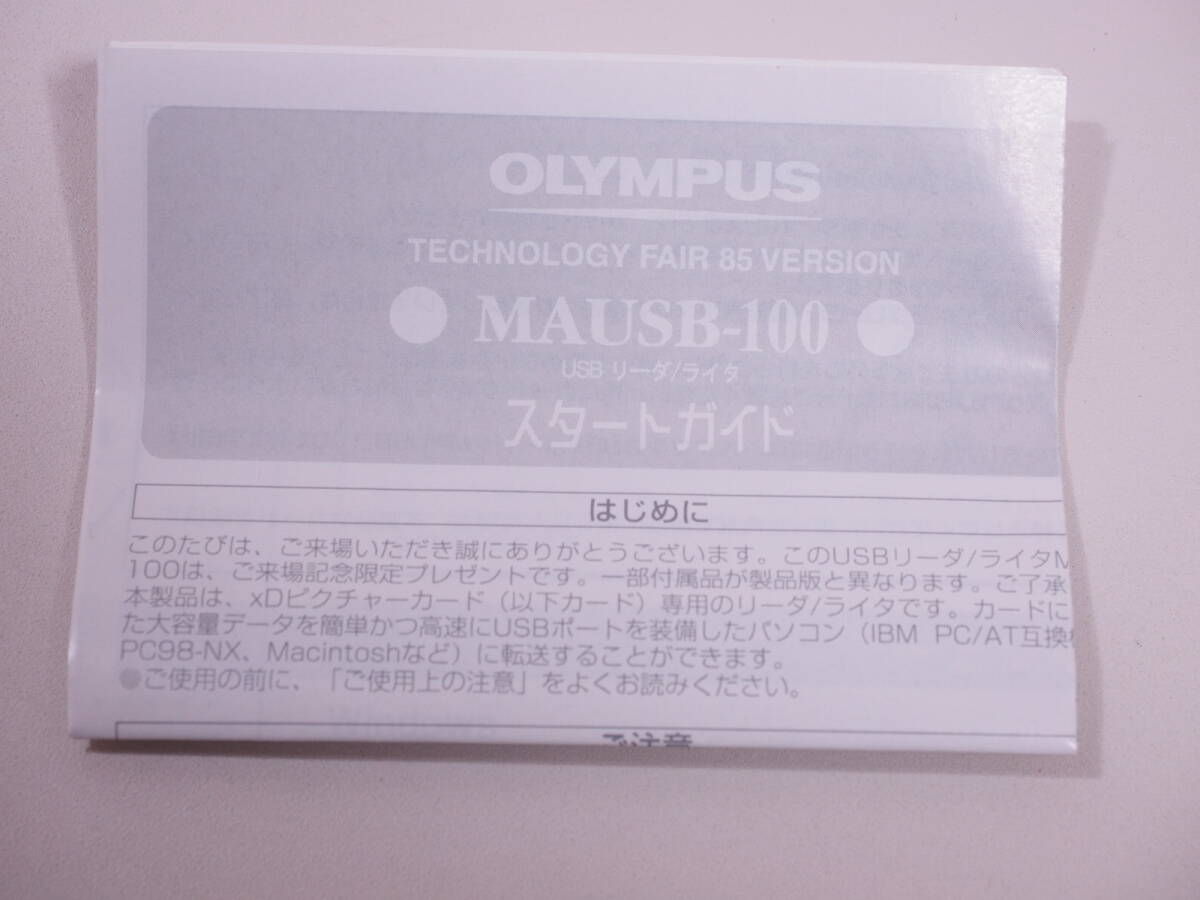 OLYMPUS
TECHNOLOGY FAIR 85 VERSION
● MAUSB-100 ●
USB リーダ/ライタ
スタートガイド
はじめに
このたびは、ご来場いただき誠にありがとうございます。このUSBリーダ/ライタM
100は、ご来場記念限定プレゼントです。一部付属品が製品版と異なります。ご了承
本製品は、xDピクチャーカード（以下カード）専用のリーダ/ライタです。カードに
た大容量データを簡単かつ高速にUSBポートを装備したパソコン（IBM PC/AT互換
PC98-NX、Macintoshなど）に転送することができます。
●ご使用の前に、「ご使用上の注意」をよくお読みください。
ご注意